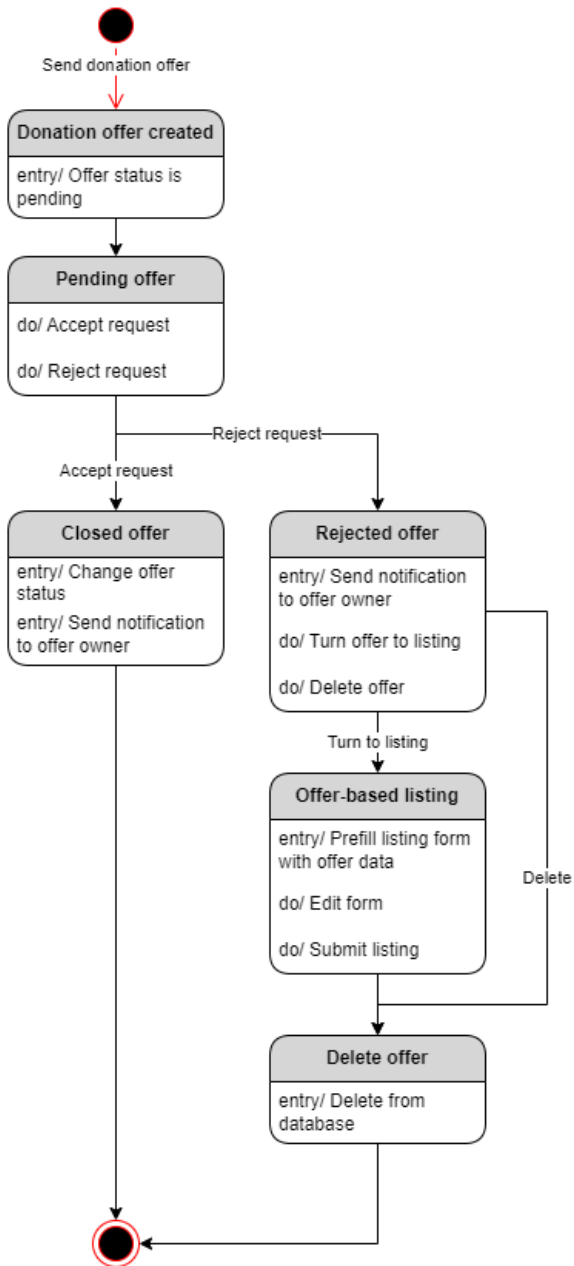 Send donation offer
Donation offer created
entry/ Offer status is
pending
Pending offer
do/ Accept request
do/ Reject request
Reject request
Accept request
Closed offer
entry/ Change offer
status
entry/ Send notification
to offer owner
Rejected offer
entry/ Send notification
to offer owner
do/ Turn offer to listing
do/ Delete offer
Turn to listing
Offer-based listing
entry/ Prefill listing form
with offer data
do/ Edit form
do/ Submit listing
Delete
Delete offer
entry/ Delete from
database